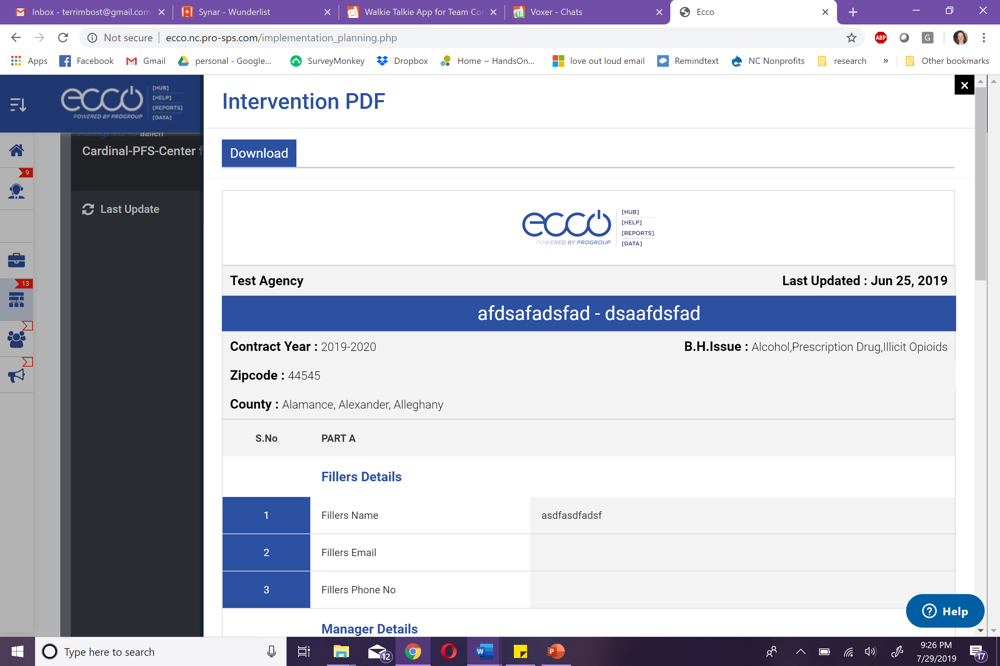 Inbox - terrimbost@gmail.com
Synar - Wunderlist
Walkie Talkie App for Team Co
18
Voxer - Chats
Ecco
Not secure
ecco.nc.pro-sps.com/implementation_planning.php
ABP
G
Apps
Facebook
Gmail
personal - Google...
SurveyMonkey
Dropbox
Home ~ HandsOn...
love out loud email
Remindtext
NC Nonprofits
research
»
Other bookmarks
ecco
POWERED BY PROGROUP
[HUB]
[HELP]
[REPORTS]
[DATA]
Assigned to aallen
Cardinal-PFS-Center f
9
13
Last Update
Intervention PDF
Download
ecco
POWERED BY PROGROUP
[HUB]
[HELP]
[REPORTS]
[DATA]
Test Agency
Last Updated : Jun 25, 2019
afdsafadsfad - dsaafdsfad
Contract Year : 2019-2020
B.H.Issue : Alcohol,Prescription Drug,Illicit Opioids
Zipcode : 44545
County : Alamance, Alexander, Alleghany
S.No PART A
Fillers Details
1 Fillers Name asdfasdfadsf
2 Fillers Email
3 Fillers Phone No
Manager Details
? Help
Type here to search
12
W
P
9:26 PM
7/29/2019
17